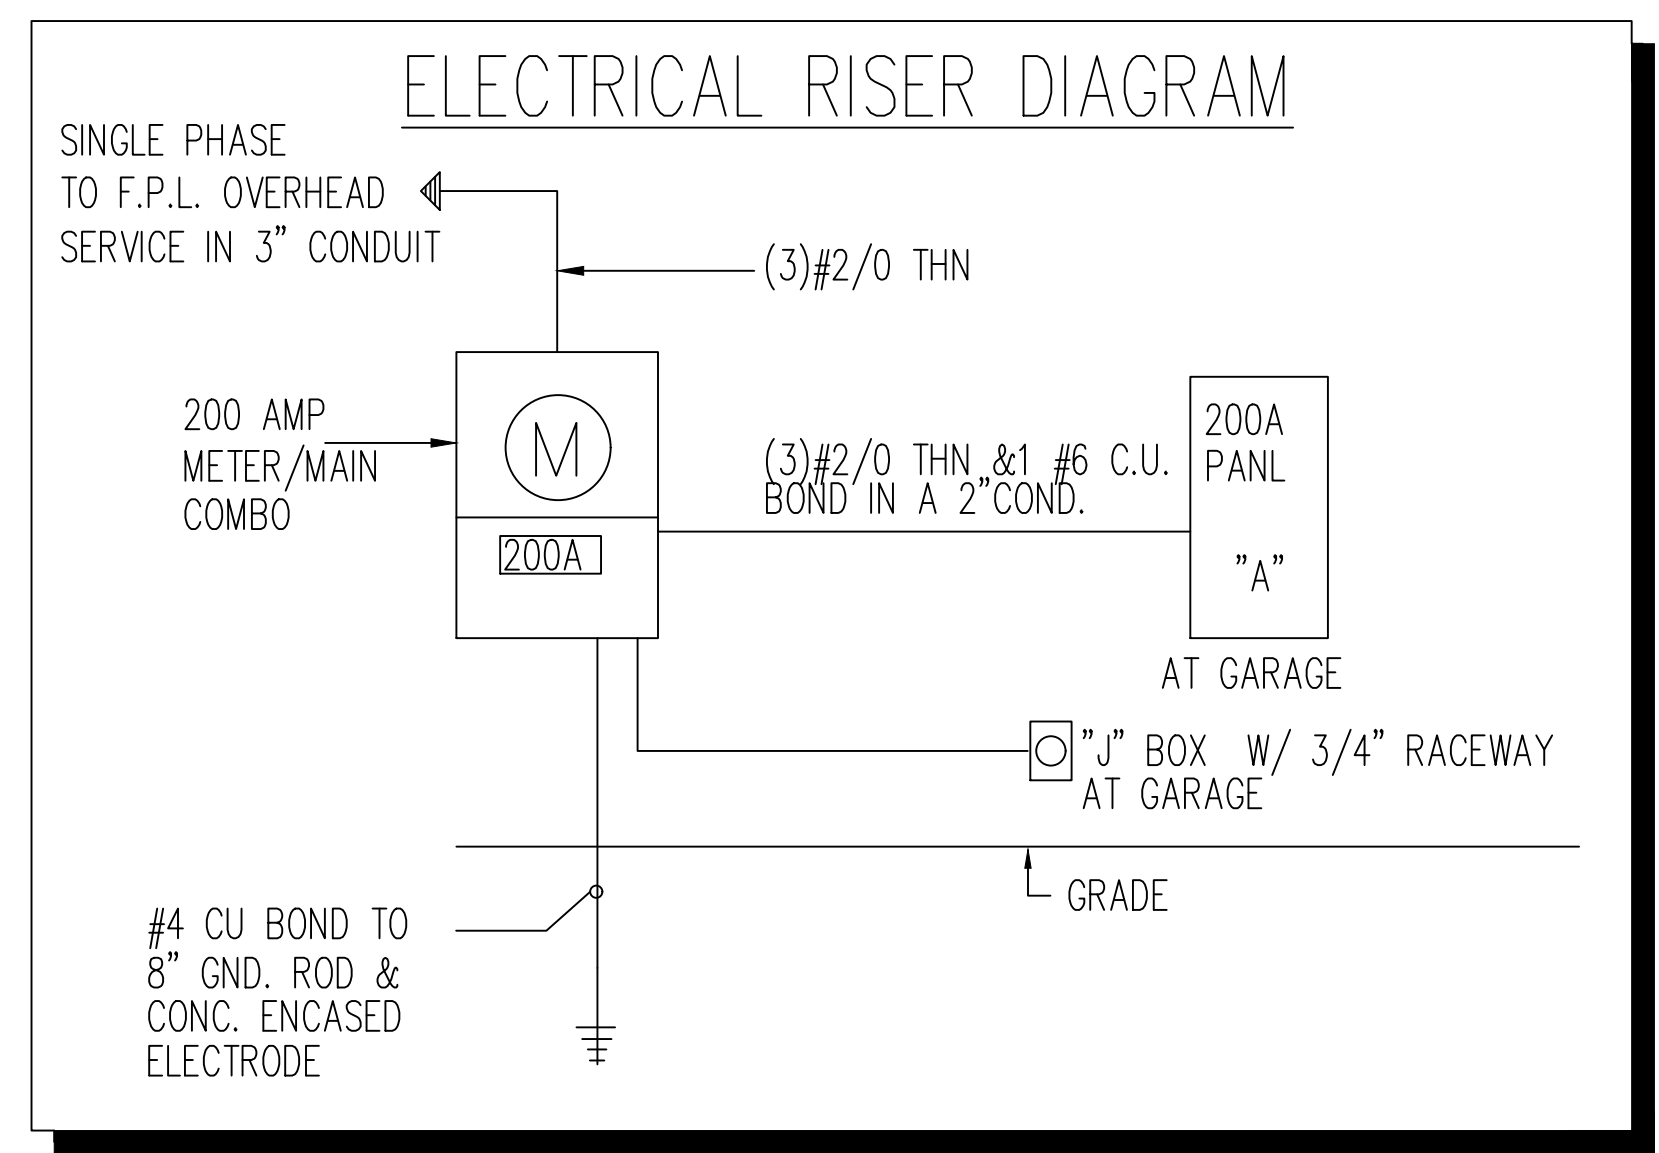 ELECTRICAL RISER DIAGRAM
SINGLE PHASE
TO F.P.L. OVERHEAD
SERVICE IN 3" CONDUIT
(3)#2/0 THN
200 AMP
METER/MAIN
COMBO
M
200A
(3)#2/0 THN &1 #6 C.U.
BOND IN A 2"COND.
200A
PANL
"A"
AT GARAGE
"J" BOX W/ 3/4" RACEWAY
AT GARAGE
GRADE
#4 CU BOND TO
8" GND. ROD &
CONC. ENCASED
ELECTRODE